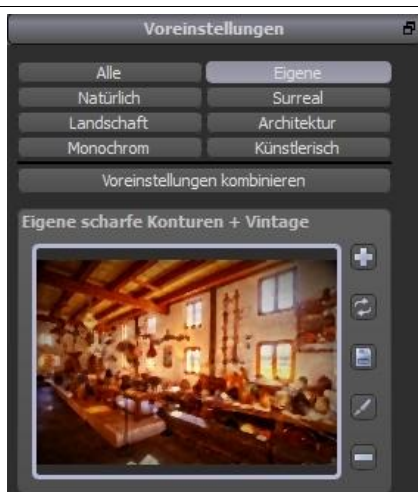 Voreinstellungen
Alle
Eigene
Natürlich
Surreal
Landschaft
Architektur
Monochrom
Künstlerisch
Voreinstellungen kombinieren
Eigene scharfe Konturen + Vintage